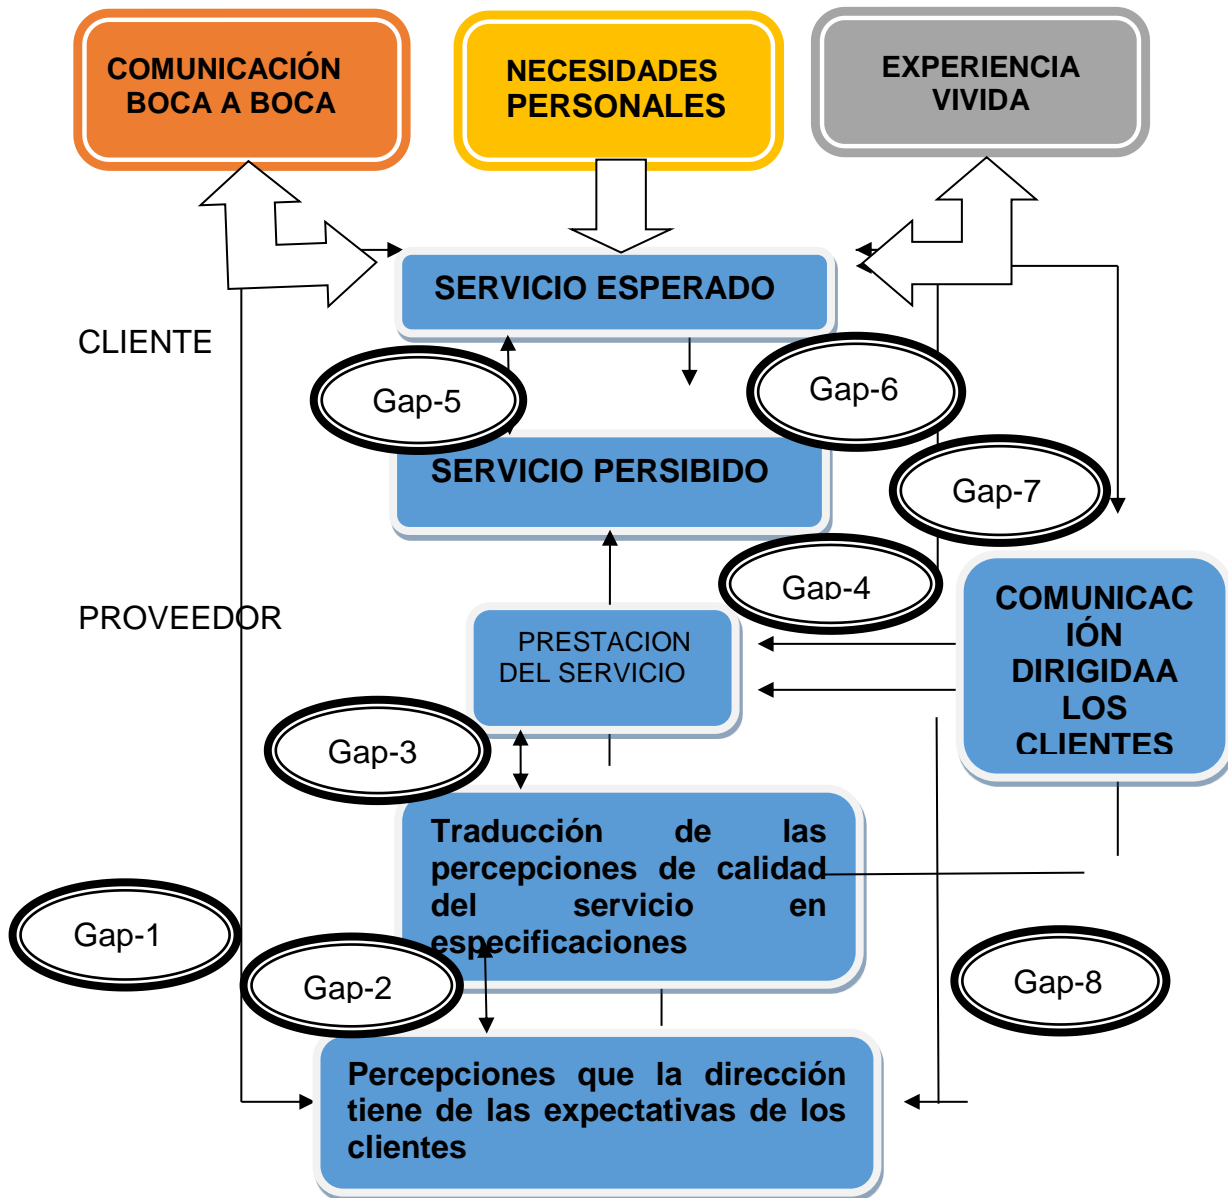 COMUNICACIÓN
BOCA A BOCA
NECESIDADES
PERSONALES
EXPERIENCIA
VIVIDA
SERVICIO ESPERADO
CLIENTE
Gap-5
Gap-6
SERVICIO PERSIBIDO
Gap-7
Gap-4
PROVEEDOR
PRESTACION
DEL SERVICIO
COMUNICAC
IÓN
DIRIGIDAA
LOS
CLIENTES
Gap-3
Traducción de las
percepciones de calidad
del servicio en
especificaciones
Gap-1
Gap-2
Gap-8
Percepciones que la dirección
tiene de las expectativas de los
clientes